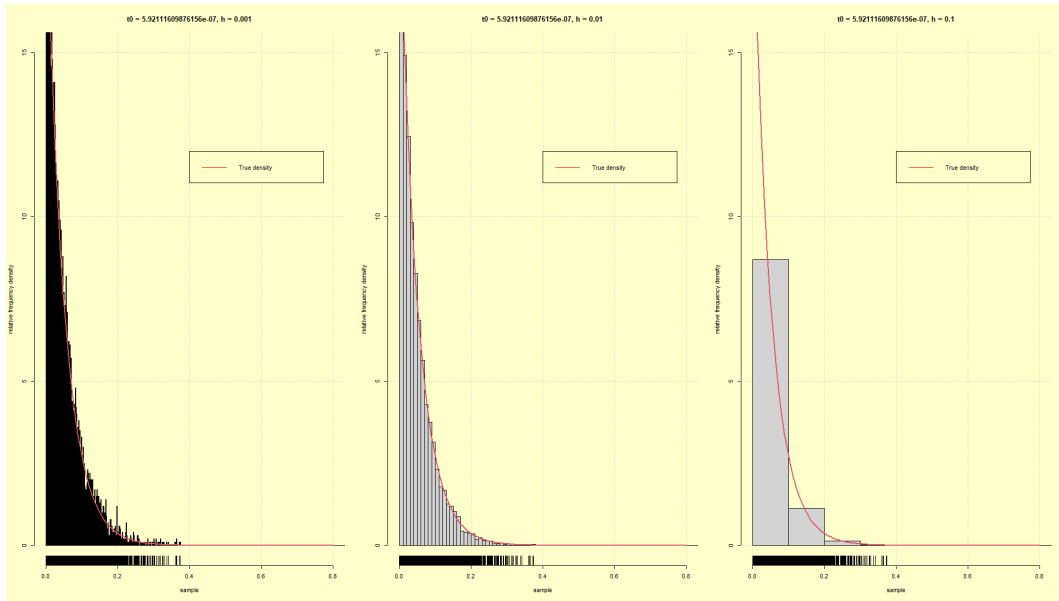 t0 = 5.92111609876156e-07, h = 0.001
15
10
5
0
relative frequency density
True density
0.0
0.2
0.4
0.6
0.8
sample
t0 = 5.92111609876156e-07, h = 0.01
15
10
5
0
relative frequency density
True density
0.0
0.2
0.4
0.6
0.8
sample
t0 = 5.92111609876156e-07, h = 0.1
15
10
5
0
relative frequency density
True density
0.0
0.2
0.4
0.6
0.8
sample